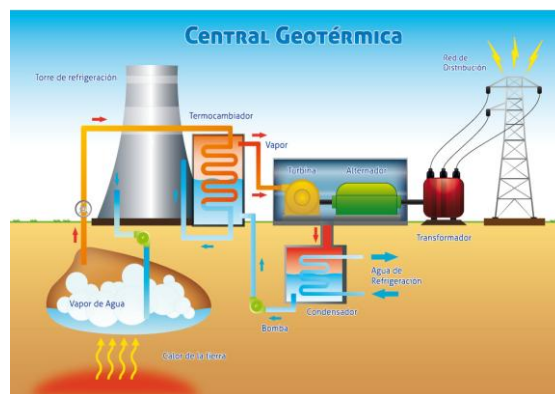 Central Geotérmica
Torre de refrigeración
Red de
Distribución
Termocambiador
Vapor
Turbina
Alternador
Transformador
Agua de
Refrigeración
Vapor de Agua
Bomba
Condensador
Calor de la tierra